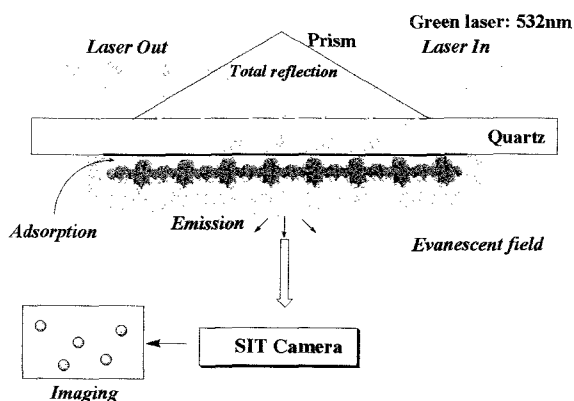 Green laser: 532nm
Laser Out
Prism
Laser In
Total reflection
Quartz
Adsorption
Emission
Evanescent field
SIT Camera
Imaging